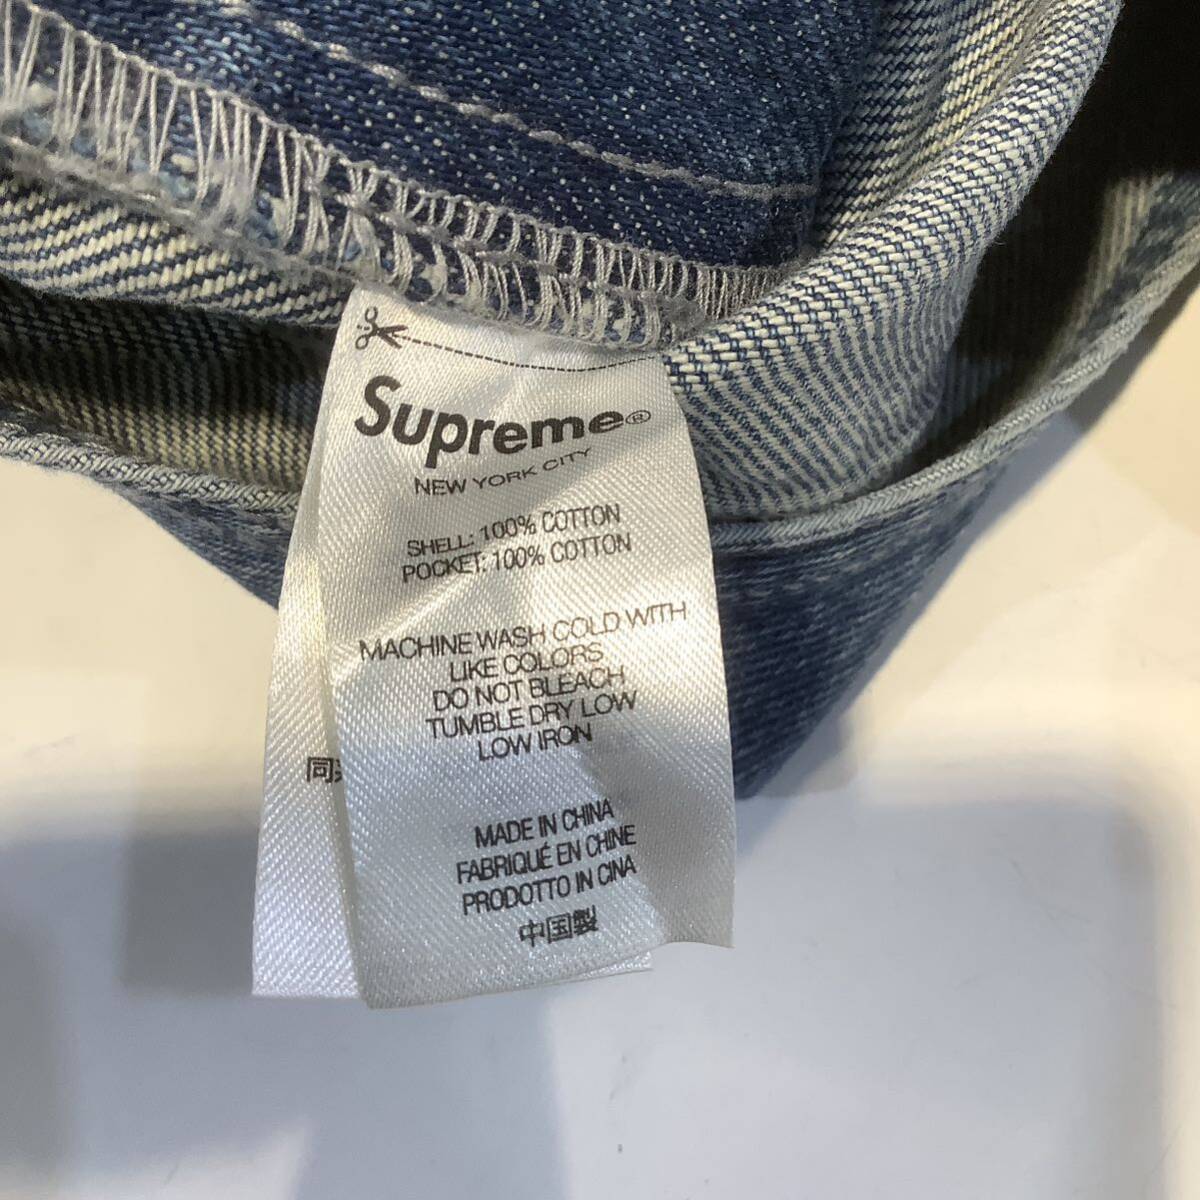 Supreme®
NEW YORK CITY
SHELL: 100% COTTON
POCKET: 100% COTTON
MACHINE WASH COLD WITH
LIKE COLORS
DO NOT BLEACH
TUMBLE DRY LOW
LOW IRON
MADE IN CHINA
FABRIQUÉ EN CHINE
PRODOTTO IN CINA
中国製
同